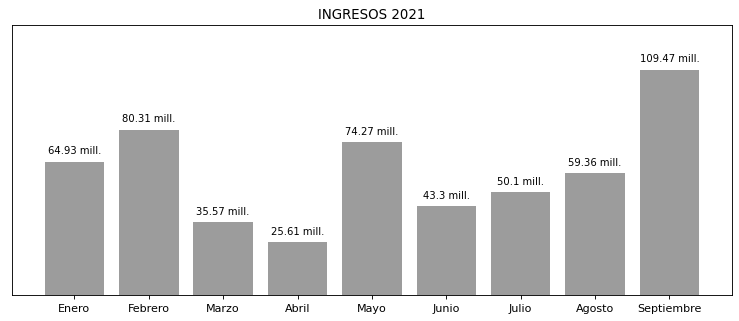 INGRESOS 2021
64.93 mill.
80.31 mill.
35.57 mill.
25.61 mill.
74.27 mill.
43.3 mill.
50.1 mill.
59.36 mill.
109.47 mill.
Enero Febrero Marzo Abril Mayo Junio Julio Agosto Septiembre